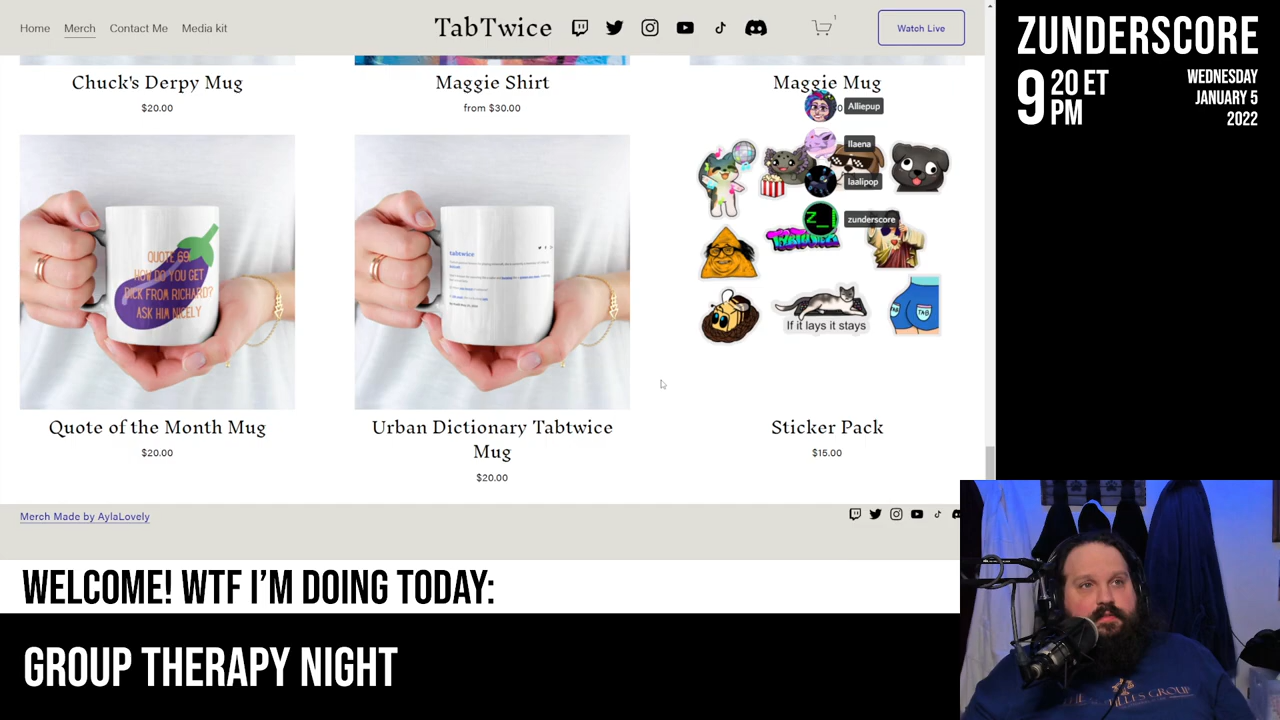 Home Merch Contact Me Media kit
TabTwice
1
Watch Live
ZUNDERSCORE
9 20 ET PM
WEDNESDAY
JANUARY 5
2022
Chuck's Derpy Mug
$20.00
Maggie Shirt
from $30.00
Maggie Mug
Alliepup
llaena
laalipop
zunderscore
QUOTE 69
HOW DO YOU GET
DICK FROM RICHARD?
ASK HIM NICELY
tabtwice
If it lays it stays
TAB
Quote of the Month Mug
$20.00
Urban Dictionary Tabtwice
Mug
$20.00
Sticker Pack
$15.00
Merch Made by AylaLovely
WELCOME! WTF I'M DOING TODAY:
GROUP THERAPY NIGHT